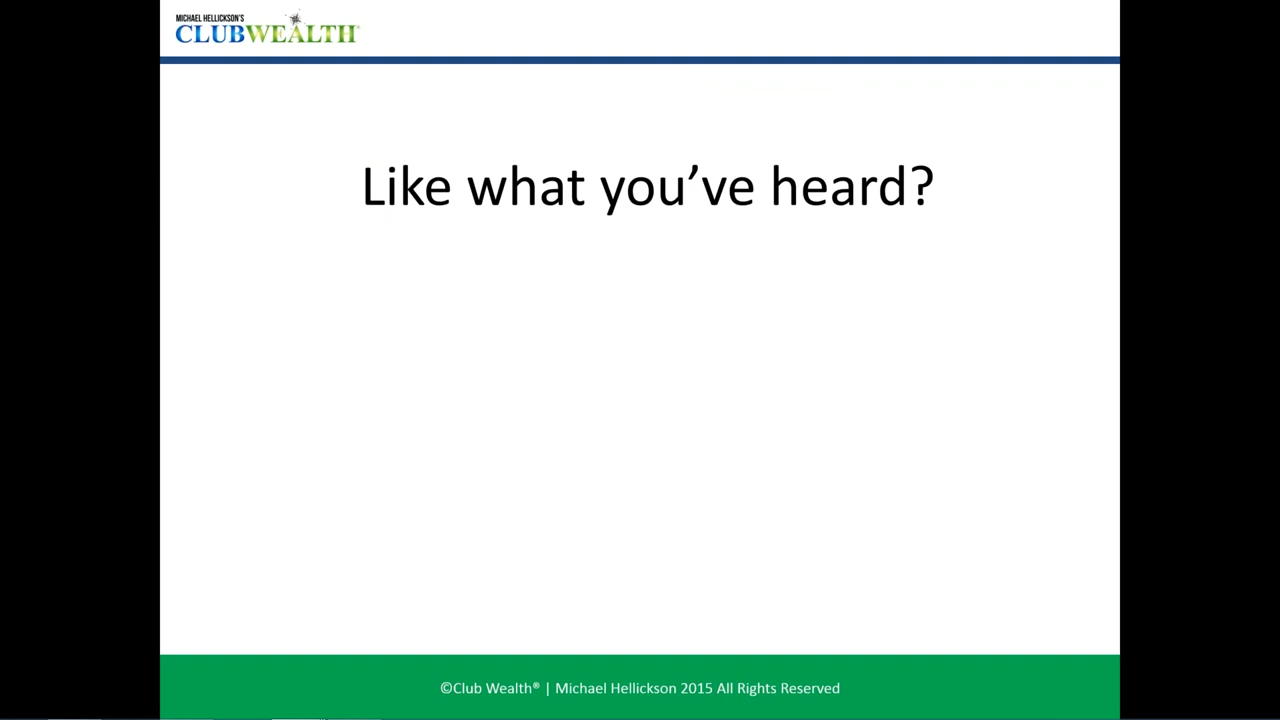 MICHAEL HELLICKSON'S
CLUBWEALTH®
Like what you’ve heard?
©Club Wealth® | Michael Hellickson 2015 All Rights Reserved